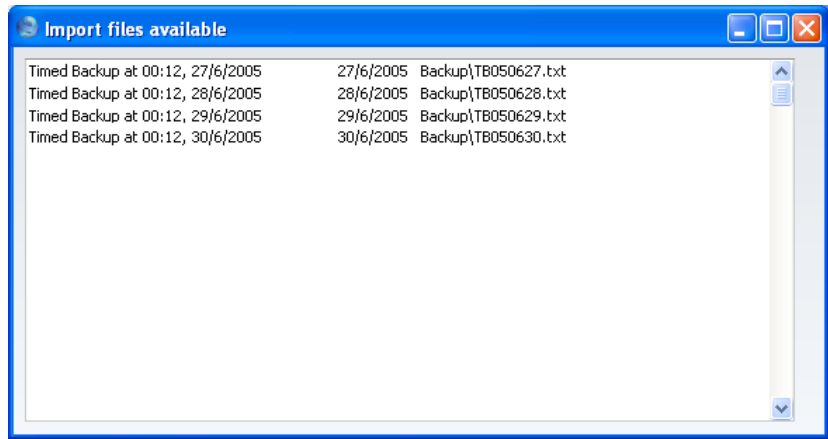 Import files available
Timed Backup at 00:12, 27/6/2005 27/6/2005 Backup\TB050627.txt
Timed Backup at 00:12, 28/6/2005 28/6/2005 Backup\TB050628.txt
Timed Backup at 00:12, 29/6/2005 29/6/2005 Backup\TB050629.txt
Timed Backup at 00:12, 30/6/2005 30/6/2005 Backup\TB050630.txt